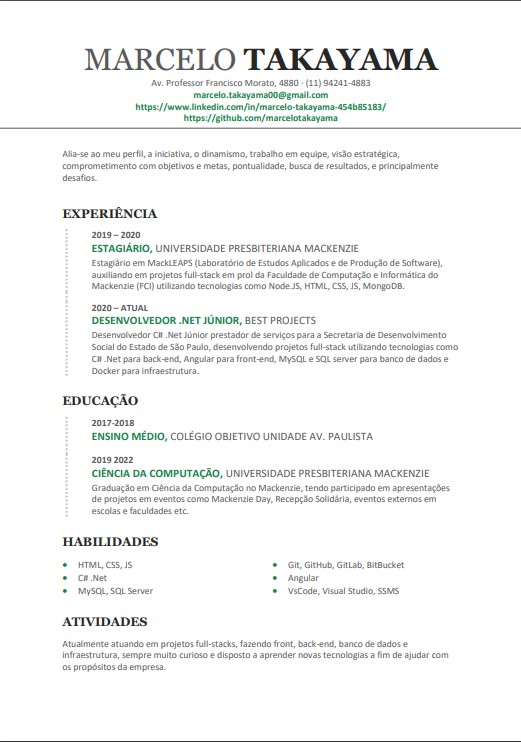 MARCELO TAKAYAMA
Av. Professor Francisco Morato, 4880 · (11) 94241-4883
marcelo.takayama00@gmail.com
https://www.linkedin.com/in/marcelo-takayama-454b85183/
https://github.com/marcelotakayama
Alia-se ao meu perfil, a iniciativa, o dinamismo, trabalho em equipe, visão estratégica,
comprometimento com objetivos e metas, pontualidade, busca de resultados, e principalmente
desafios.
EXPERIÊNCIA
2019 – 2020
ESTAGIÁRIO, UNIVERSIDADE PRESBITERIANA MACKENZIE
Estagiário em MackLEAPS (Laboratório de Estudos Aplicados e de Produção de Software),
auxiliando em projetos full-stack em prol da Faculdade de Computação e Informática do
Mackenzie (FCI) utilizando tecnologias como Node.JS, HTML, CSS, JS, MongoDB.
2020 – ATUAL
DESENVOLVEDOR .NET JÚNIOR, BEST PROJECTS
Desenvolvedor C# .Net Júnior prestador de serviços para a Secretaria de Desenvolvimento
Social do Estado de São Paulo, desenvolvendo projetos full-stack utilizando tecnologias como
C# .Net para back-end, Angular para front-end, MySQL e SQL server para banco de dados e
Docker para infraestrutura.
EDUCAÇÃO
2017-2018
ENSINO MÉDIO, COLÉGIO OBJETIVO UNIDADE AV. PAULISTA
2019 2022
CIÊNCIA DA COMPUTAÇÃO, UNIVERSIDADE PRESBITERIANA MACKENZIE
Graduação em Ciência da Computação no Mackenzie, tendo participado em apresentações
de projetos em eventos como Mackenzie Day, Recepção Solidária, eventos externos em
escolas e faculdades etc.
HABILIDADES
• HTML, CSS, JS
• C# .Net
• MySQL, SQL Server
• Git, GitHub, GitLab, BitBucket
• Angular
• VsCode, Visual Studio, SSMS
ATIVIDADES
Atualmente atuando em projetos full-stacks, fazendo front, back-end, banco de dados e
infraestrutura, sempre muito curioso e disposto a aprender novas tecnologias a fim de ajudar com
os propósitos da empresa.